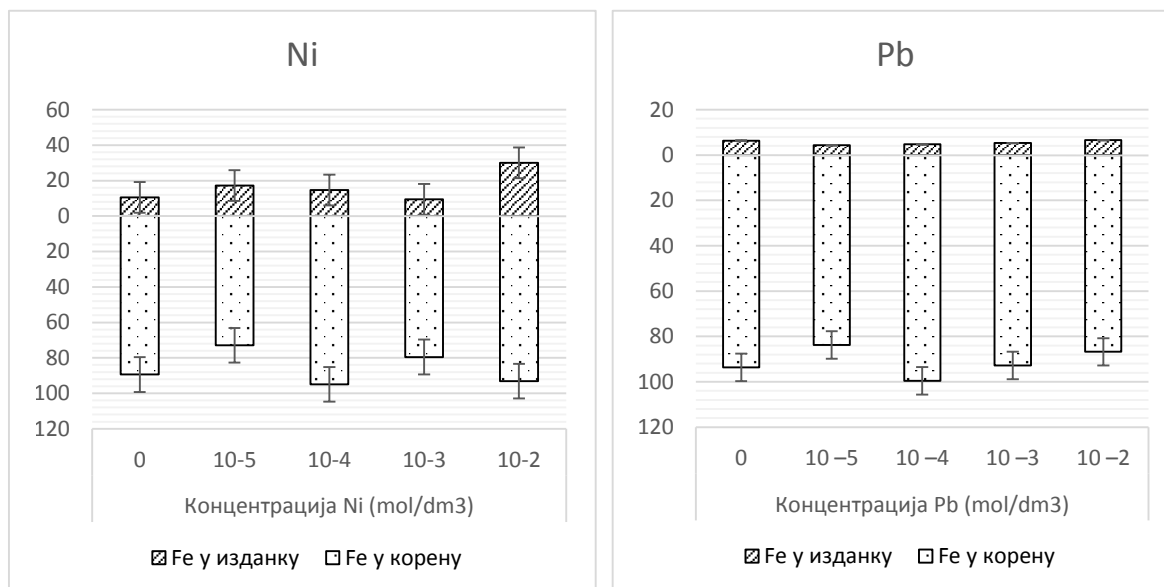 Ni
60
40
20
0
20
40
60
80
100
120
0 10-5 10-4 10-3 10-2
Концентрација Ni (mol/dm3)
Fe у изданку Fe у корену
Pb
20
0
20
40
60
80
100
120
0 10 –5 10 –4 10 –3 10 –2
Концентрација Pb (mol/dm3)
Fe у изданку Fe у корену